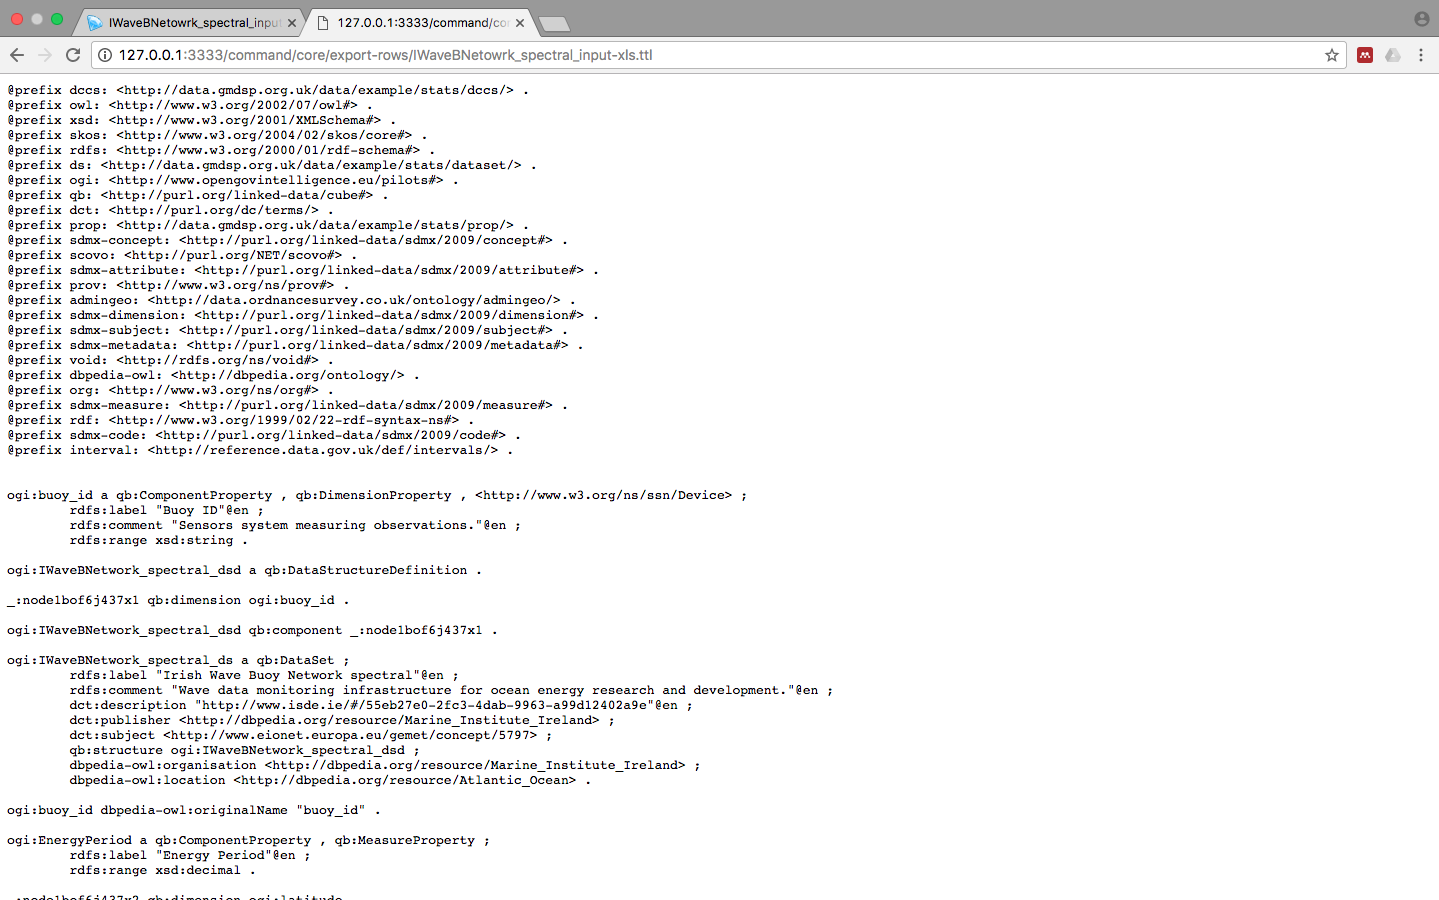 IWaveBNetowrk_spectral_input
127.0.0.1:3333/command/cor
127.0.0.1:3333/command/core/export-rows/IWaveBNetowrk_spectral_input-xls.ttl
@prefix dccs: <http://data.gmdsp.org.uk/data/example/stats/dccs/> .
@prefix owl: <http://www.w3.org/2002/07/owl#> .
@prefix xsd: <http://www.w3.org/2001/XMLSchema#> .
@prefix skos: <http://www.w3.org/2004/02/skos/core#> .
@prefix rdfs: <http://www.w3.org/2000/01/rdf-schema#> .
@prefix ds: <http://data.gmdsp.org.uk/data/example/stats/dataset/> .
@prefix ogi: <http://www.opengovintelligence.eu/pilots#> .
@prefix qb: <http://purl.org/linked-data/cube#> .
@prefix dct: <http://purl.org/dc/terms/> .
@prefix prop: <http://data.gmdsp.org.uk/data/example/stats/prop/> .
@prefix sdmx-concept: <http://purl.org/linked-data/sdmx/2009/concept#> .
@prefix scovo: <http://purl.org/NET/scovo#> .
@prefix sdmx-attribute: <http://purl.org/linked-data/sdmx/2009/attribute#> .
@prefix prov: <http://www.w3.org/ns/prov#> .
@prefix admingeo: <http://data.ordnancesurvey.co.uk/ontology/admingeo/> .
@prefix sdmx-dimension: <http://purl.org/linked-data/sdmx/2009/dimension#> .
@prefix sdmx-subject: <http://purl.org/linked-data/sdmx/2009/subject#> .
@prefix sdmx-metadata: <http://purl.org/linked-data/sdmx/2009/metadata#> .
@prefix void: <http://rdfs.org/ns/void#> .
@prefix dbpedia-owl: <http://dbpedia.org/ontology/> .
@prefix org: <http://www.w3.org/ns/org#> .
@prefix sdmx-measure: <http://purl.org/linked-data/sdmx/2009/measure#> .
@prefix rdf: <http://www.w3.org/1999/02/22-rdf-syntax-ns#> .
@prefix sdmx-code: <http://purl.org/linked-data/sdmx/2009/code#> .
@prefix interval: <http://reference.data.gov.uk/def/intervals/> .
ogi:buoy_id a qb:ComponentProperty , qb:DimensionProperty , <http://www.w3.org/ns/ssn/Device> ;
rdfs:label "Buoy ID"@en ;
rdfs:comment "Sensors system measuring observations."@en ;
rdfs:range xsd:string .
ogi:IWaveBNetwork_spectral_dsd a qb:DataStructureDefinition .
_:node1bof6j437x1 qb:dimension ogi:buoy_id .
ogi:IWaveBNetwork_spectral_dsd qb:component _:node1bof6j437x1 .
ogi:IWaveBNetwork_spectral_ds a qb:DataSet ;
rdfs:label "Irish Wave Buoy Network spectral"@en ;
rdfs:comment "Wave data monitoring infrastructure for ocean energy research and development."@en ;
dct:description "http://www.isde.ie/#/55eb27e0-2fc3-4dab-9963-a99d12402a9e"@en ;
dct:publisher <http://dbpedia.org/resource/Marine_Institute_Ireland> ;
dct:subject <http://www.eionet.europa.eu/gemet/concept/5797> ;
qb:structure ogi:IWaveBNetwork_spectral_dsd ;
dbpedia-owl:organisation <http://dbpedia.org/resource/Marine_Institute_Ireland> ;
dbpedia-owl:location <http://dbpedia.org/resource/Atlantic_Ocean> .
ogi:buoy_id dbpedia-owl:originalName "buoy_id" .
ogi:EnergyPeriod a qb:ComponentProperty , qb:MeasureProperty ;
rdfs:label "Energy Period"@en ;
rdfs:range xsd:decimal .
_:node1bof6j437x2 qb:dimension ogi:latitude